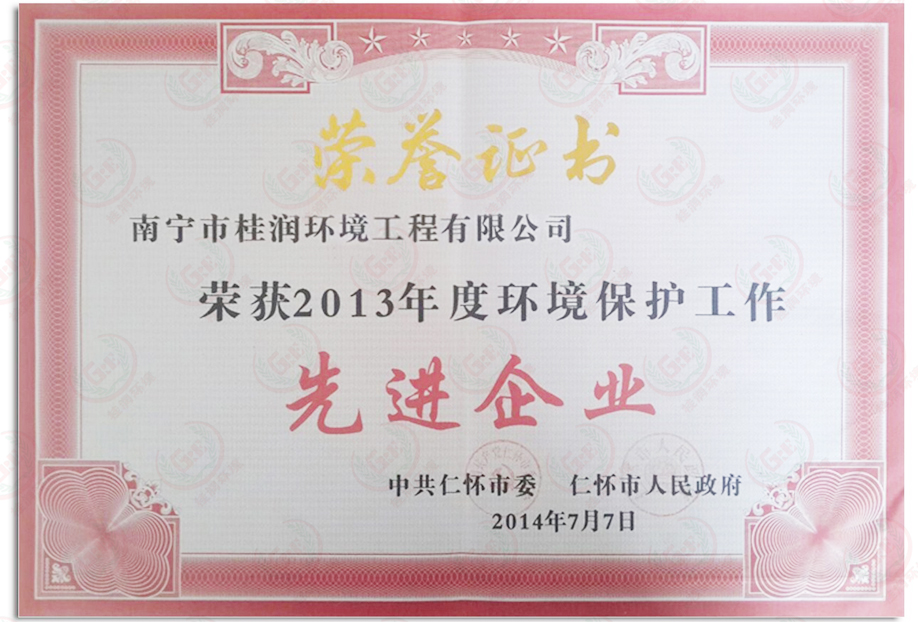 荣誉证书
南宁市桂润环境工程有限公司
荣获2013年度环境保护工作
先进企业
中共仁怀市委 仁怀市人民政府
2014年7月7日